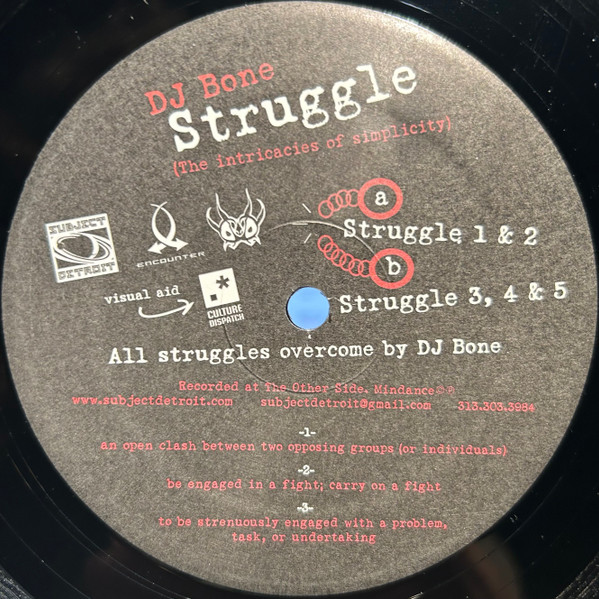 DJ Bone
Struggle
(The intricacies of simplicity)
a
Struggle 1 & 2
b
Struggle 3, 4 & 5
SUBJECT
DETROIT
ENCOUNTER
visual aid
CULTURE
DISPATCH
All struggles overcome by DJ Bone
Recorded at The Other Side. Mindance©℗
www.subjectdetroit.com subjectdetroit@gmail.com 313.303.3984
-1-
an open clash between two opposing groups (or individuals)
-2-
be engaged in a fight; carry on a fight
-3-
to be strenuously engaged with a problem,
task, or undertaking